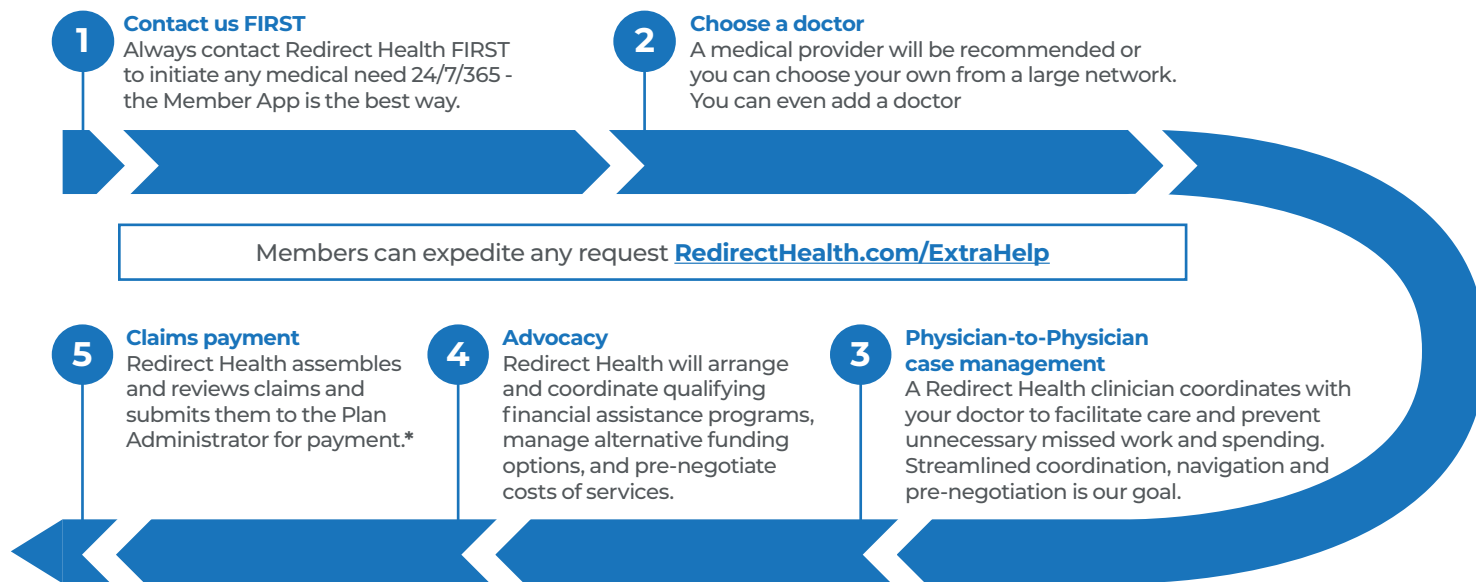 1
Contact us FIRST
Always contact Redirect Health FIRST
to initiate any medical need 24/7/365 -
the Member App is the best way.
2
Choose a doctor
A medical provider will be recommended or
you can choose your own from a large network.
You can even add a doctor
Members can expedite any request RedirectHealth.com/ExtraHelp
3
Physician-to-Physician
case management
A Redirect Health clinician coordinates with
your doctor to facilitate care and prevent
unnecessary missed work and spending.
Streamlined coordination, navigation and
pre-negotiation is our goal.
4
Advocacy
Redirect Health will arrange
and coordinate qualifying
financial assistance programs,
manage alternative funding
options, and pre-negotiate
costs of services.
5
Claims payment
Redirect Health assembles
and reviews claims and
submits them to the Plan
Administrator for payment.*